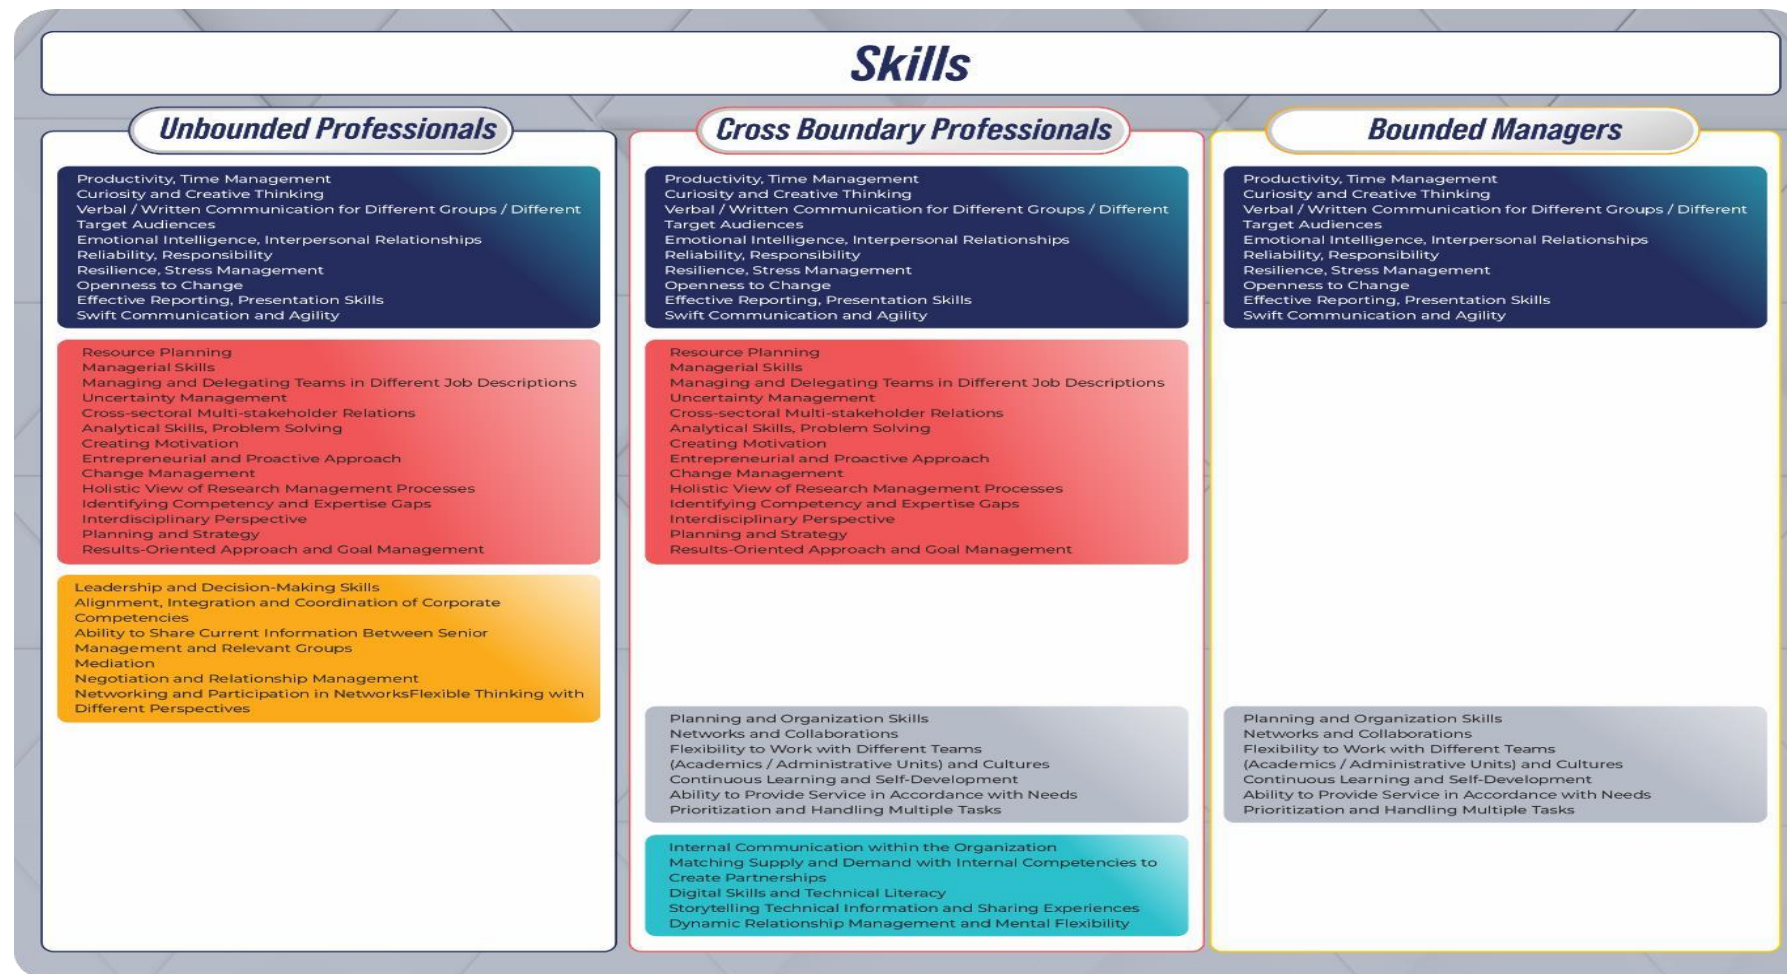 Skills
Unbounded Professionals
Productivity, Time Management
Curiosity and Creative Thinking
Verbal / Written Communication for Different Groups / Different
Target Audiences
Emotional Intelligence, Interpersonal Relationships
Reliability, Responsibility
Resilience, Stress Management
Openness to Change
Effective Reporting, Presentation Skills
Swift Communication and Agility
Resource Planning
Managerial Skills
Managing and Delegating Teams in Different Job Descriptions
Uncertainty Management
Cross-sectoral Multi-stakeholder Relations
Analytical Skills, Problem Solving
Creating Motivation
Entrepreneurial and Proactive Approach
Change Management
Holistic View of Research Management Processes
Identifying Competency and Expertise Gaps
Interdisciplinary Perspective
Planning and Strategy
Results-Oriented Approach and Goal Management
Leadership and Decision-Making Skills
Alignment, Integration and Coordination of Corporate
Competencies
Ability to Share Current Information Between Senior
Management and Relevant Groups
Mediation
Negotiation and Relationship Management
Networking and Participation in NetworksFlexible Thinking with
Different Perspectives
Cross Boundary Professionals
Productivity, Time Management
Curiosity and Creative Thinking
Verbal / Written Communication for Different Groups / Different
Target Audiences
Emotional Intelligence, Interpersonal Relationships
Reliability, Responsibility
Resilience, Stress Management
Openness to Change
Effective Reporting, Presentation Skills
Swift Communication and Agility
Resource Planning
Managerial Skills
Managing and Delegating Teams in Different Job Descriptions
Uncertainty Management
Cross-sectoral Multi-stakeholder Relations
Analytical Skills, Problem Solving
Creating Motivation
Entrepreneurial and Proactive Approach
Change Management
Holistic View of Research Management Processes
Identifying Competency and Expertise Gaps
Interdisciplinary Perspective
Planning and Strategy
Results-Oriented Approach and Goal Management
Planning and Organization Skills
Networks and Collaborations
Flexibility to Work with Different Teams
(Academics / Administrative Units) and Cultures
Continuous Learning and Self-Development
Ability to Provide Service in Accordance with Needs
Prioritization and Handling Multiple Tasks
Internal Communication within the Organization
Matching Supply and Demand with Internal Competencies to
Create Partnerships
Digital Skills and Technical Literacy
Storytelling Technical Information and Sharing Experiences
Dynamic Relationship Management and Mental Flexibility
Bounded Managers
Productivity, Time Management
Curiosity and Creative Thinking
Verbal / Written Communication for Different Groups / Different
Target Audiences
Emotional Intelligence, Interpersonal Relationships
Reliability, Responsibility
Resilience, Stress Management
Openness to Change
Effective Reporting, Presentation Skills
Swift Communication and Agility
Planning and Organization Skills
Networks and Collaborations
Flexibility to Work with Different Teams
(Academics / Administrative Units) and Cultures
Continuous Learning and Self-Development
Ability to Provide Service in Accordance with Needs
Prioritization and Handling Multiple Tasks